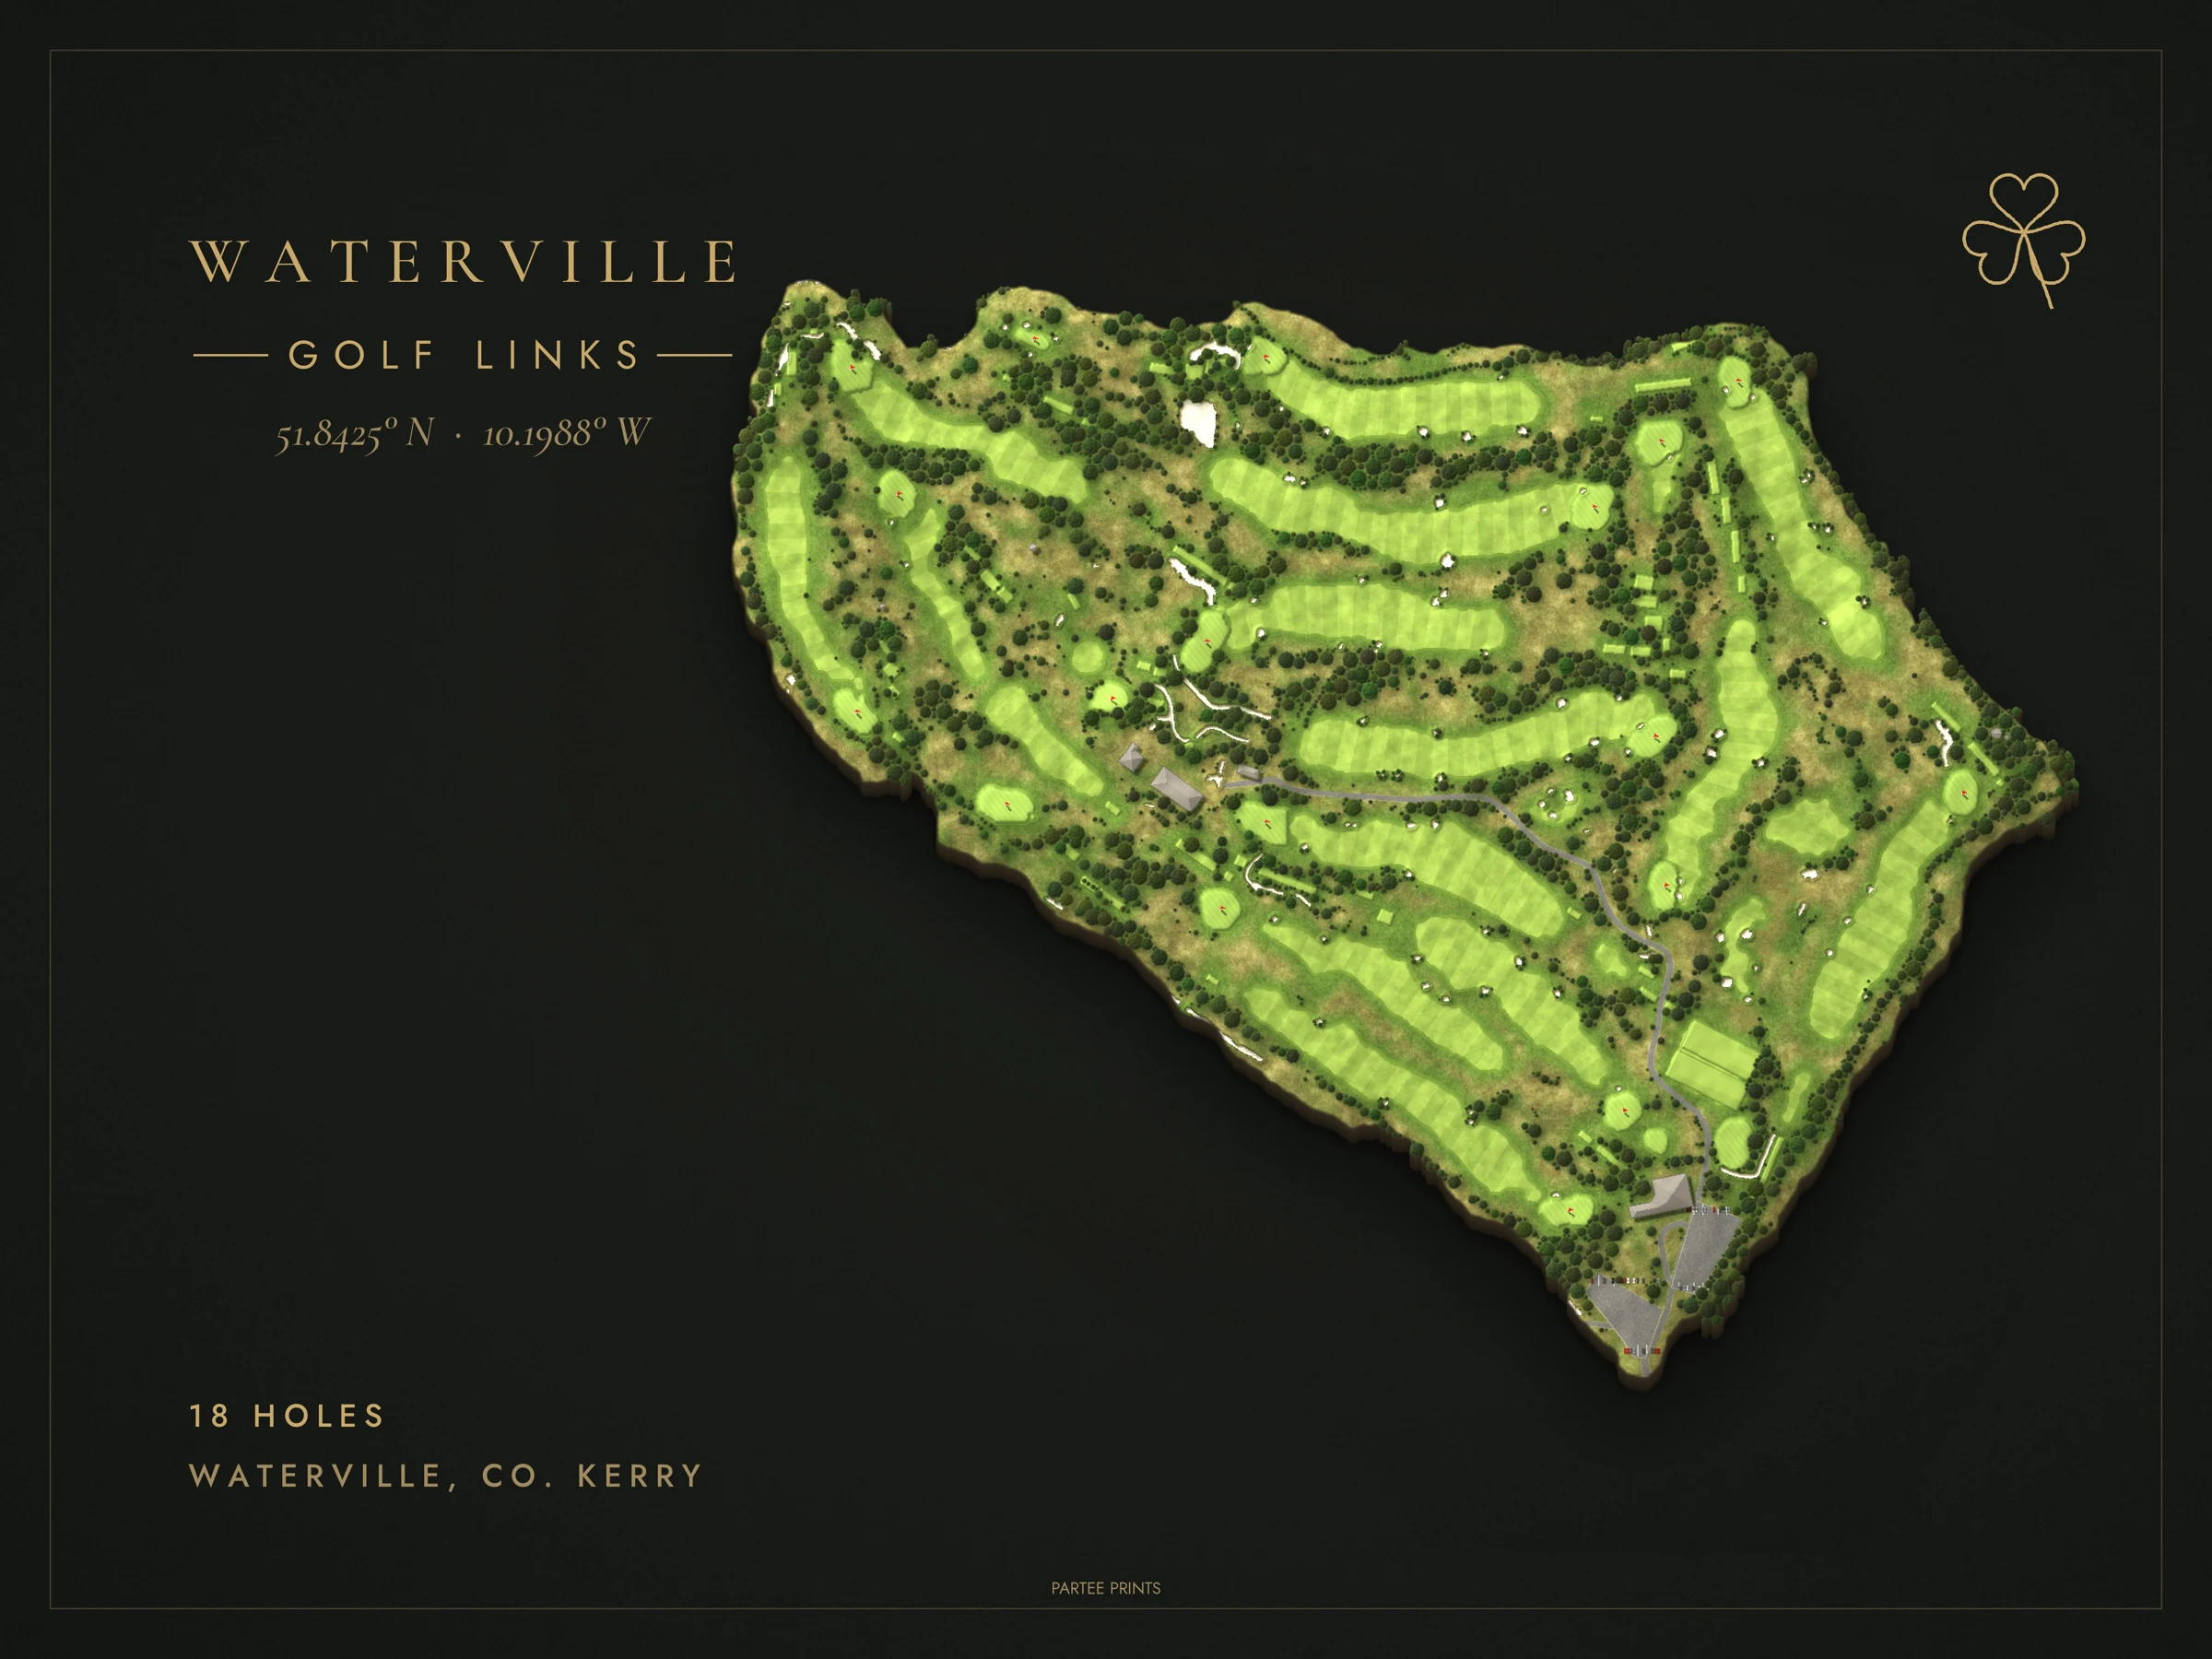 WATERVILLE
GOLF LINKS
51.8425° N · 10.1988° W
18 HOLES
WATERVILLE, CO. KERRY
PARTEE PRINTS